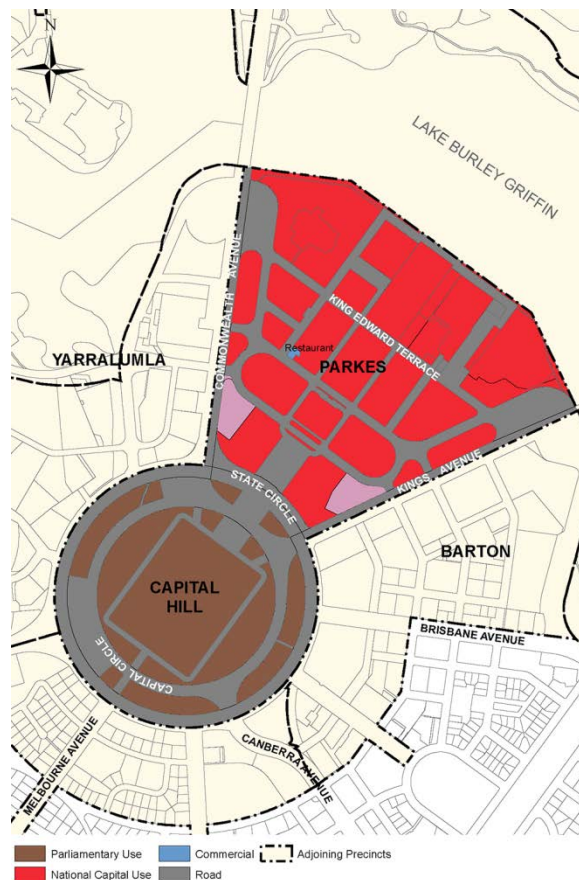 N
LAKE BURLEY GRIFFIN
COMMONWEALTH AVENUE
KING EDWARD TERRACE
Restaurant
YARRALUMLA
PARKES
STATE CIRCLE
KINGS AVENUE
BARTON
CAPITAL
HILL
BRISBANE AVENUE
CAPITAL CIRCLE
MELBOURNE AVENUE
CANBERRA AVENUE
Parliamentary Use
Commercial
Adjoining Precincts
National Capital Use
Road